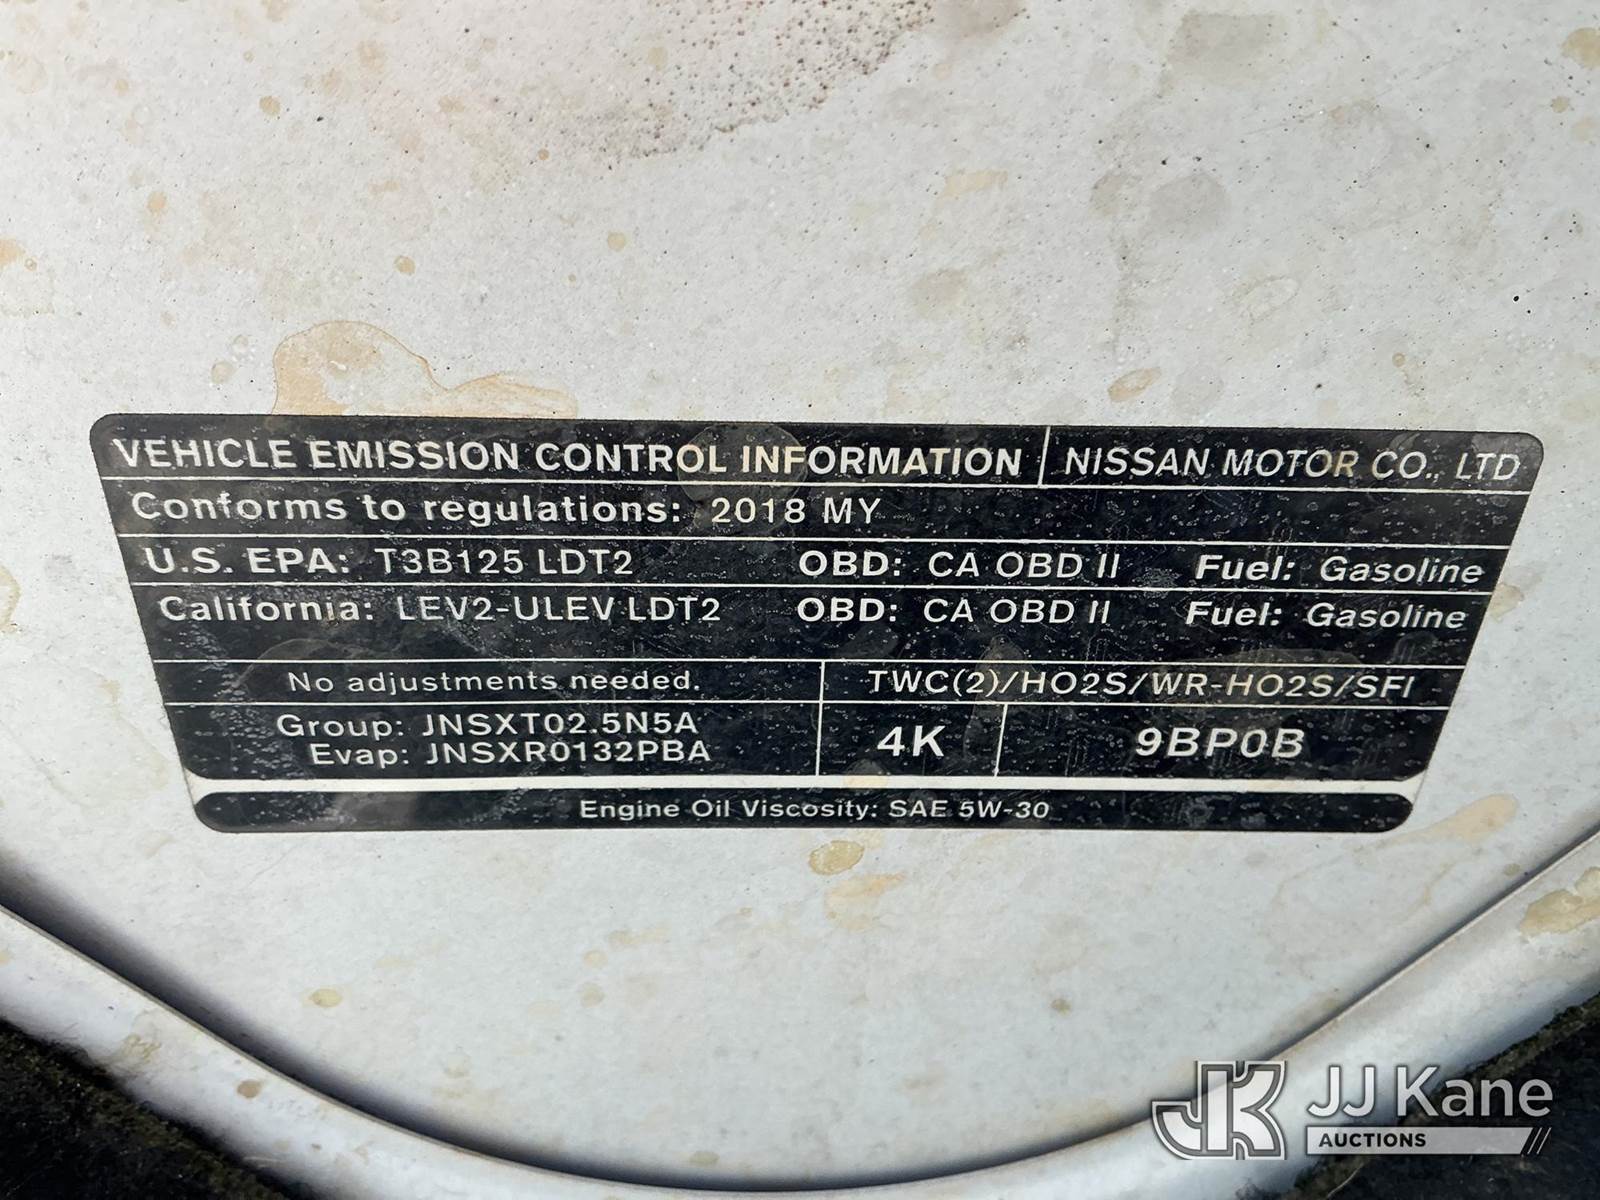 VEHICLE EMISSION CONTROL INFORMATION NISSAN MOTOR CO., LTD
Conforms to regulations: 2018 MY
U.S. EPA: T3B125 LDT2 OBD: CA OBD II Fuel: Gasoline
California: LEV2-ULEV LDT2 OBD: CA OBD II Fuel: Gasoline
No adjustments needed. TWC(2)/HO2S/WR-HO2S/SFI
Group: JNSXT02.5N5A
Evap: JNSXR0132PBA
4K 9BP0B
Engine Oil Viscosity: SAE 5W-30
JK JJ Kane
AUCTIONS